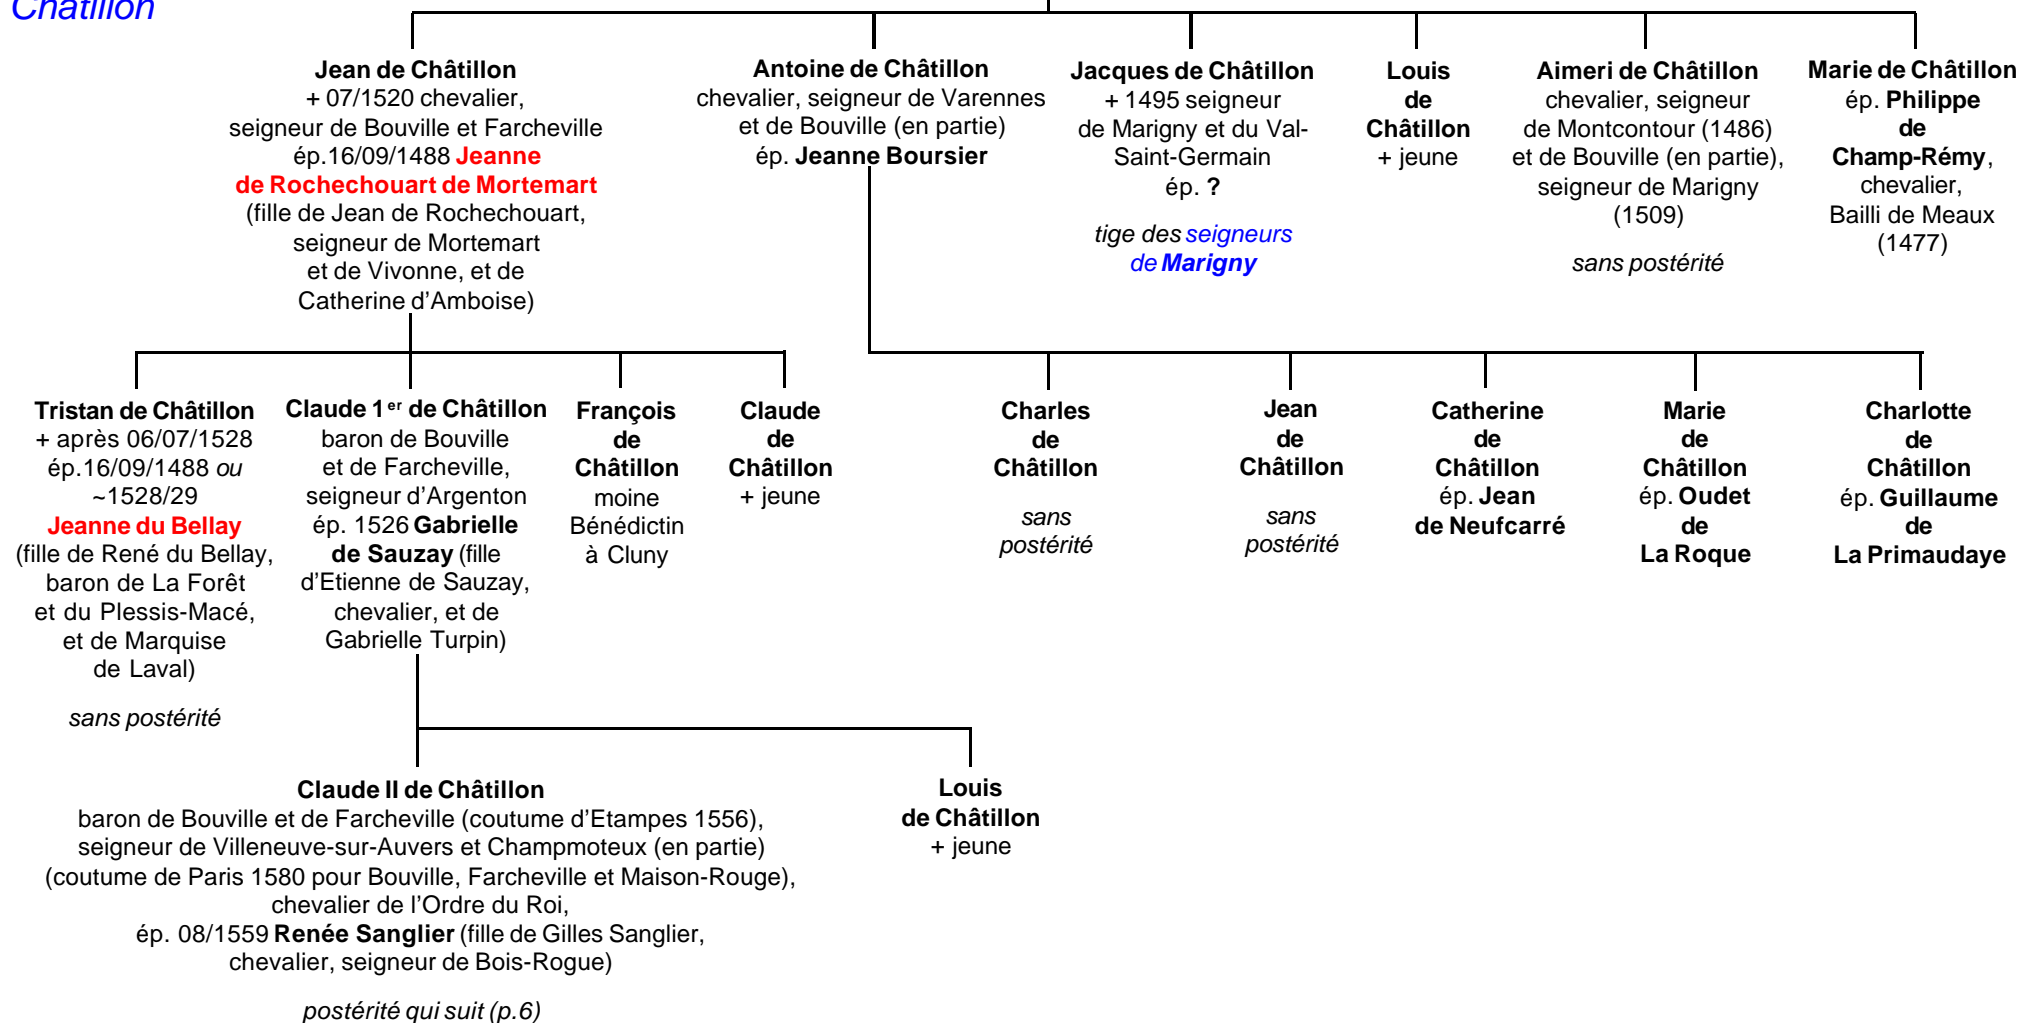 Châtillon
Jean de Châtillon
+ 07/1520 chevalier,
seigneur de Bouville et Farcheville
ép.16/09/1488 Jeanne
de Rochechouart de Mortemart
(fille de Jean de Rochechouart,
seigneur de Mortemart
et de Vivonne, et de
Catherine d’Amboise)
Antoine de Châtillon
chevalier, seigneur de Varennes
et de Bouville (en partie)
ép. Jeanne Boursier
Jacques de Châtillon
+ 1495 seigneur
de Marigny et du Val-
Saint-Germain
ép. ?
tige des seigneurs
de Marigny
Louis
de
Châtillon
+ jeune
Aimeri de Châtillon
chevalier, seigneur
de Montcontour (1486)
et de Bouville (en partie),
seigneur de Marigny
(1509)
sans postérité
Marie de Châtillon
ép. Philippe
de
Champ-Rémy,
chevalier,
Bailli de Meaux
(1477)
Tristan de Châtillon
+ après 06/07/1528
ép.16/09/1488 ou
~1528/29
Jeanne du Bellay
(fille de René du Bellay,
baron de La Forêt
et du Plessis-Macé,
et de Marquise
de Laval)
sans postérité
Claude 1er de Châtillon
baron de Bouville
et de Farcheville,
seigneur d’Argenton
ép. 1526 Gabrielle
de Sauzay (fille
d’Etienne de Sauzay,
chevalier, et de
Gabrielle Turpin)
François
de
Châtillon
moine
Bénédictin
à Cluny
Claude
de
Châtillon
+ jeune
Charles
de
Châtillon
sans
postérité
Jean
de
Châtillon
sans
postérité
Catherine
de
Châtillon
ép. Jean
de Neufcarré
Marie
de
Châtillon
ép. Oudet
de
La Roque
Charlotte
de
Châtillon
ép. Guillaume
de
La Primaudaye
Claude II de Châtillon
baron de Bouville et de Farcheville (coutume d’Etampes 1556),
seigneur de Villeneuve-sur-Auvers et Champmoteux (en partie)
(coutume de Paris 1580 pour Bouville, Farcheville et Maison-Rouge),
chevalier de l’Ordre du Roi,
ép. 08/1559 Renée Sanglier (fille de Gilles Sanglier,
chevalier, seigneur de Bois-Rogue)
postérité qui suit (p.6)
Louis
de Châtillon
+ jeune